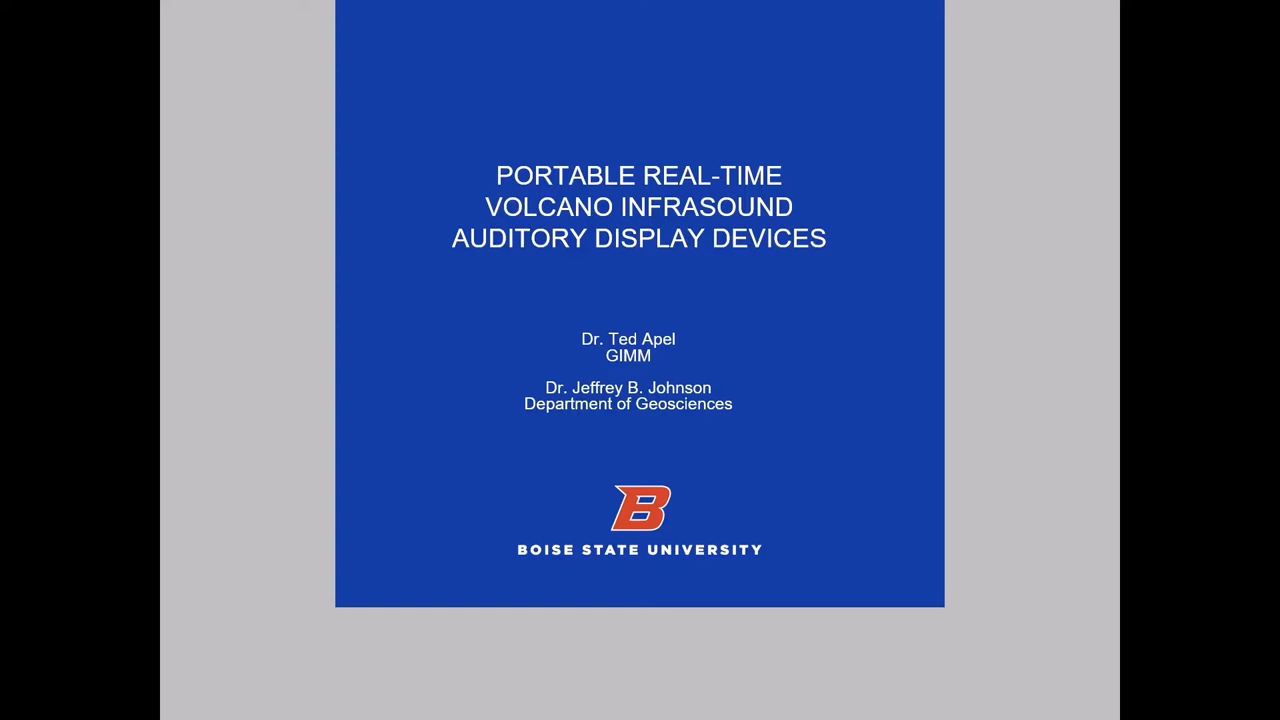 PORTABLE REAL-TIME
VOLCANO INFRASOUND
AUDITORY DISPLAY DEVICES
Dr. Ted Apel
GIMM
Dr. Jeffrey B. Johnson
Department of Geosciences
B
BOISE STATE UNIVERSITY